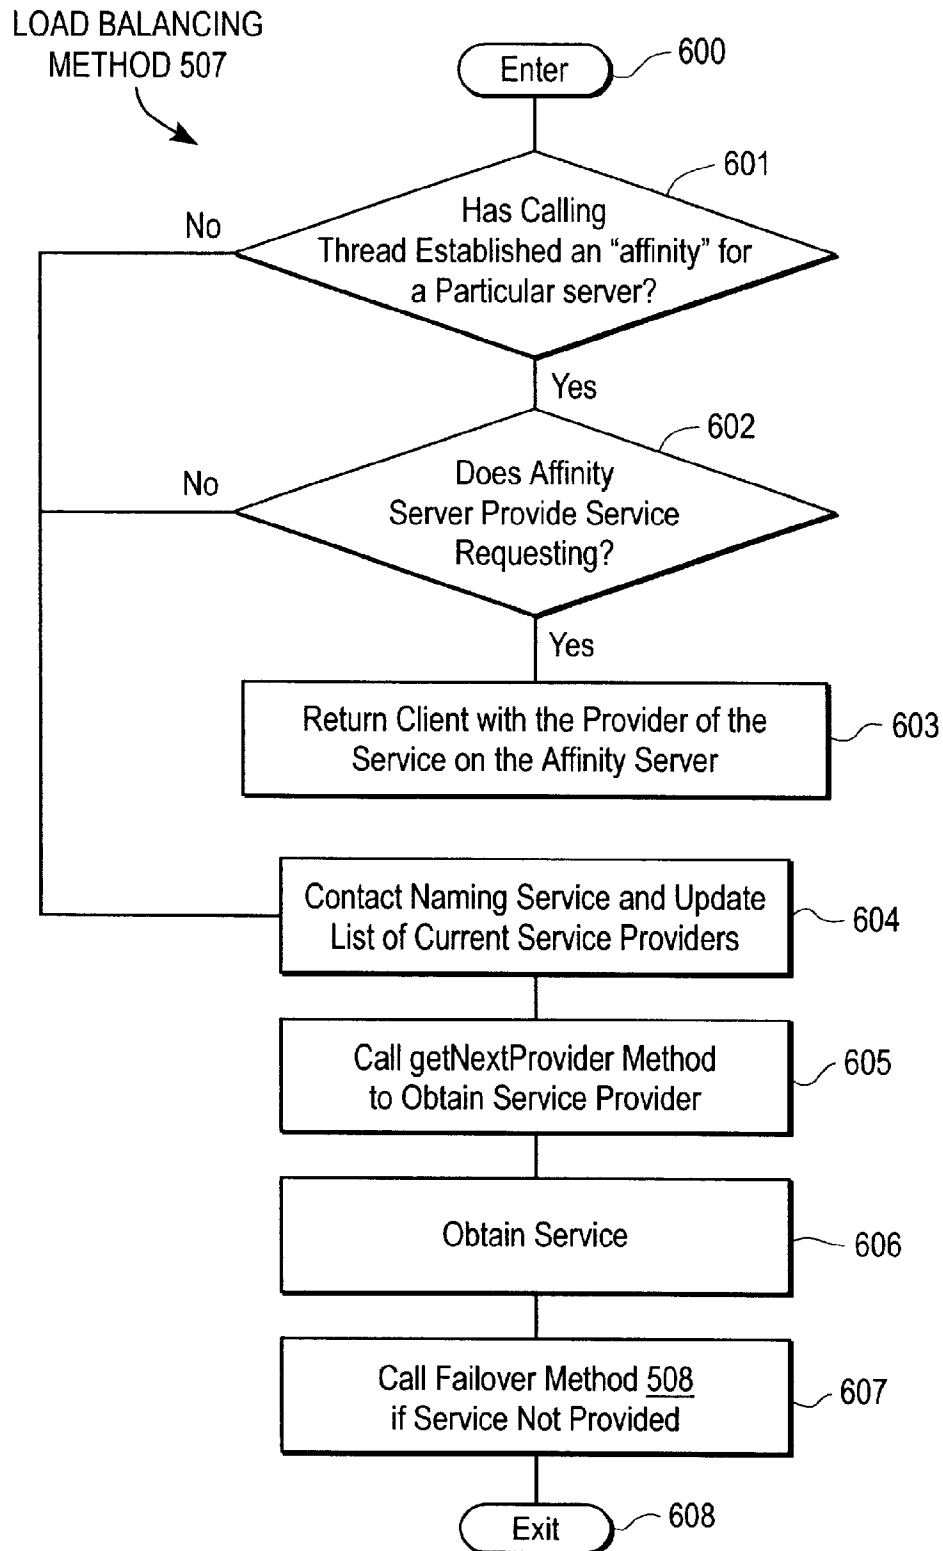 LOAD BALANCING
METHOD 507
Enter
600
601
Has Calling
Thread Established an “affinity” for
a Particular server?
No
Yes
602
Does Affinity
Server Provide Service
Requesting?
No
Yes
Return Client with the Provider of the
Service on the Affinity Server
603
Contact Naming Service and Update
List of Current Service Providers
604
Call getNextProvider Method
to Obtain Service Provider
605
Obtain Service
606
Call Failover Method 508
if Service Not Provided
607
Exit
608